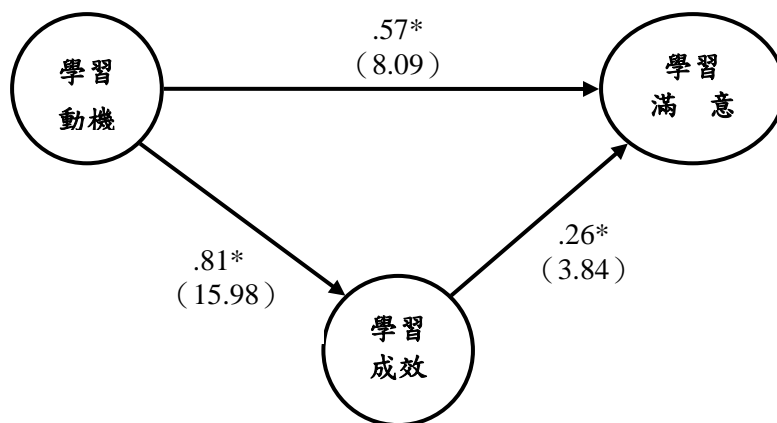 .57*
（8.09）
學習
動機
學習
滿 意
.81*
（15.98）
.26*
（3.84）
學習
成效